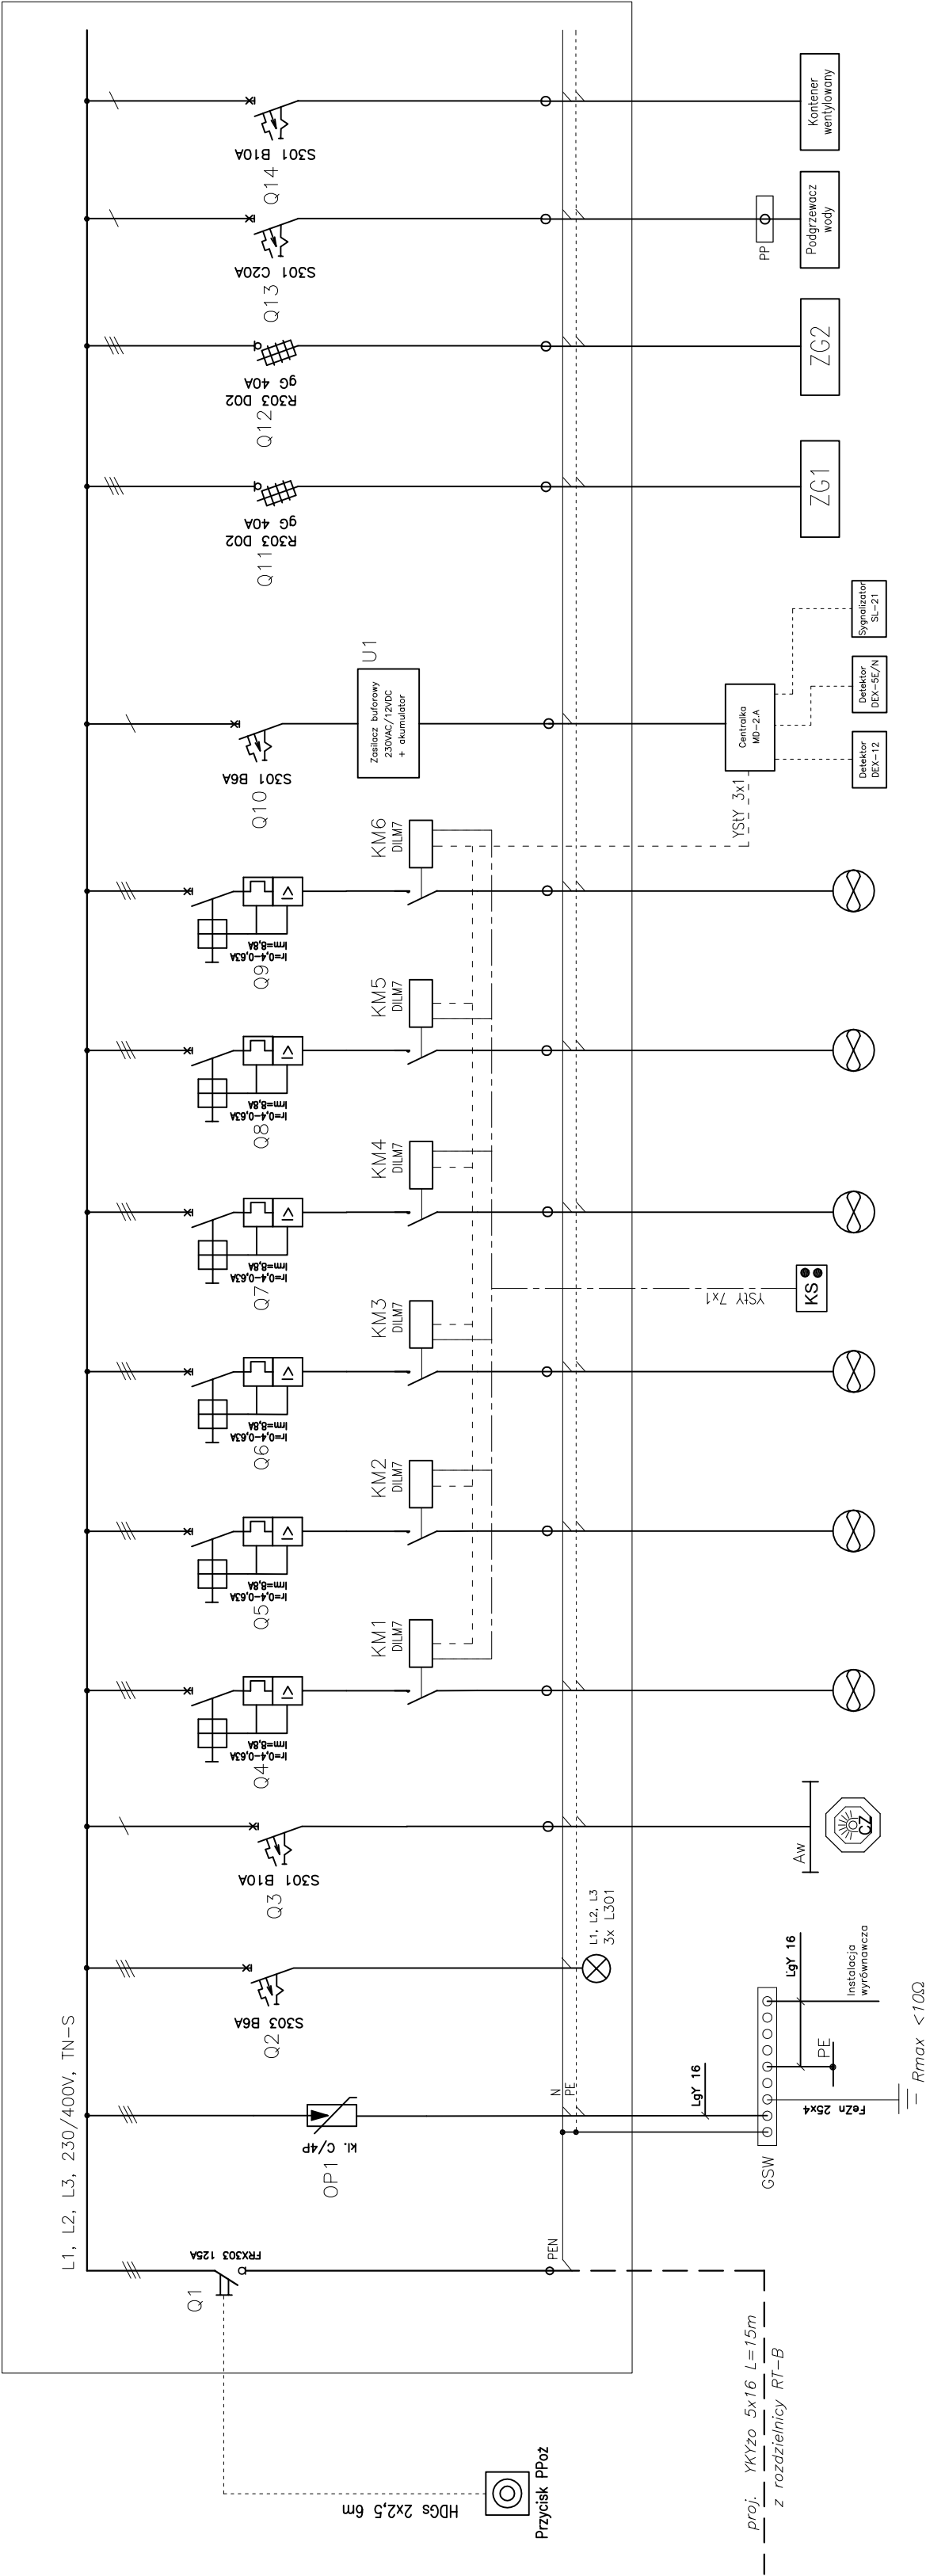 L1, L2, L3, 230/400V, TN-S
Q1
FRX303 125A
PEN
HDGs 2x2,5 6m
Przycisk PPoż
proj. YKYżo 5x16 L=15m
z rozdzielnicy RT-B
OP1
kl. C/4P
N
PE
LgY 16
GSW
FeZn 25x4
Rmax <10Ω
PE
LgY 16
Instalacja
wyrównawcza
Q2
S303 B6A
L1, L2, L3
3x L301
Q3
S301 B10A
Aw
CZ
Q4
Ir=0,4-0,63A
Irm=8,8A
KM1
DILM7
Q5
Ir=0,4-0,63A
Irm=8,8A
KM2
DILM7
Q6
Ir=0,4-0,63A
Irm=8,8A
KM3
DILM7
KS
YStY 7x1
Q7
Ir=0,4-0,63A
Irm=8,8A
KM4
DILM7
Q8
Ir=0,4-0,63A
Irm=8,8A
KM5
DILM7
Q9
Ir=0,4-0,63A
Irm=8,8A
KM6
DILM7
YStY 3x1
Q10
S301 B6A
U1
Zasilacz buforowy
230VAC/12VDC
+ akumulator
Centralka
MD-2.A
Detektor
DEX-12
Detektor
DEX-5E/N
Sygnalizator
SL-21
Q11
R303 D02
gG 40A
ZG1
Q12
R303 D02
gG 40A
ZG2
Q13
S301 C20A
PP
Podgrzewacz
wody
Q14
S301 B10A
Kontener
wentylowany